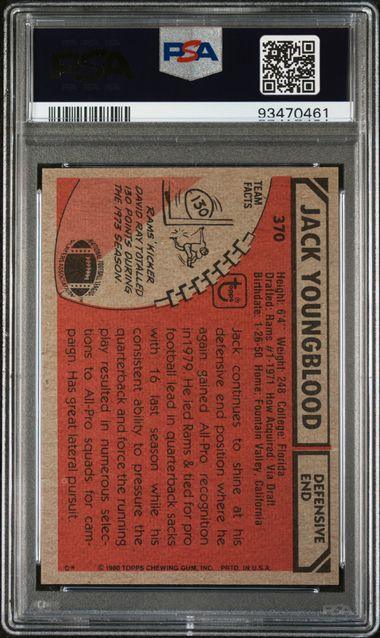 PSA
PSA
93470461
JACK YOUNGBLOOD
DEFENSIVE
END
370
TEAM
FACTS
Height: 6'4" Weight: 248 College: Florida
Drafted: Rams #1-1971 How Acquired: Via Draft
Birthdate: 1-26-50 Home: Fountain Valley, California
Jack continues to shine at his
defensive end position where he
again gained All-Pro recognition
in 1979. He led Rams & tied for pro
football lead in quarterback sacks
with 16 last season while his
consistent ability to pressure the
quarterback and force the running
play resulted in numerous selec-
tions to All-Pro squads for cam-
paign. Has great lateral pursuit.
130
RAMS' KICKER
DAVID RAY TOTALLED
130 POINTS DURING
THE 1973 SEASON.
topps
©1980 TOPPS CHEWING GUM, INC. PRTD. IN U.S.A.
PSA